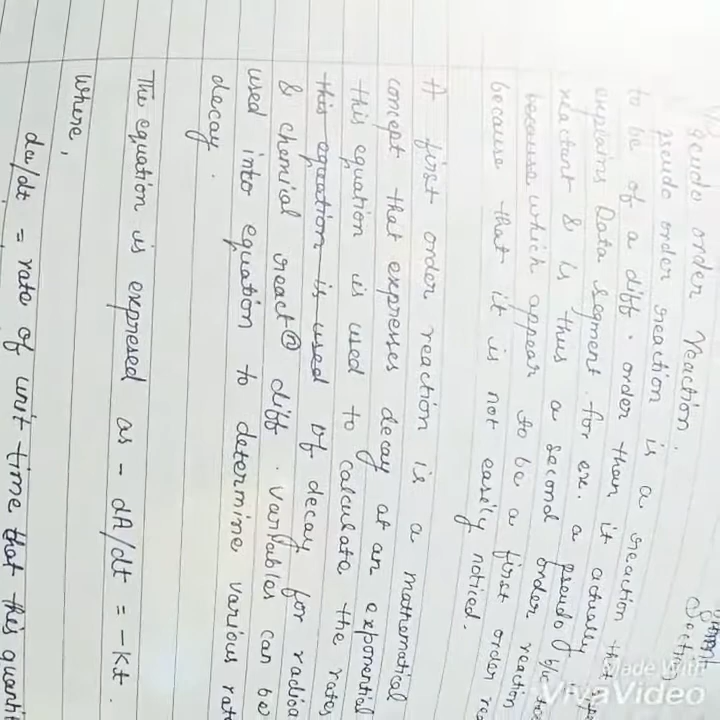 pseudo order reaction.
pseudo order reaction is a reaction that
to be of a diff. order than it actually
explains Data segment. for ex. a pseudo
reactant & is thus a second order reaction
because which appear to be a first order
because that it is not easily noticed.
A first order reaction is a mathematical
concept that expresses decay at an exponential
this equation is used to calculate the rates
this equation is used of decay for radioa
& chemical react(n) diff. variables can be
used into equation to determine various rate
decay.
The equation is expressed as - dA/dt = -Kt.
where,
da/dt = rate of unit time that this quanti
Made With
VivaVideo